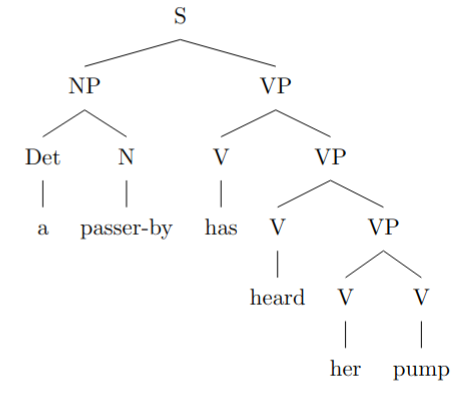 S
NP VP
Det N V VP
a passer-by has V VP
heard V V
her pump